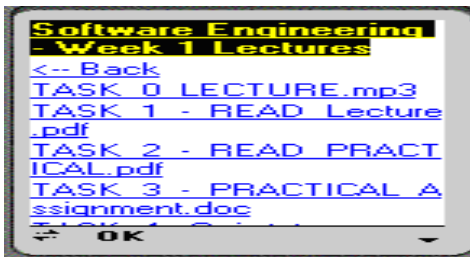 Software Engineering
- Week 1 Lectures
<-- Back
TASK 0 LECTURE.mp3
TASK 1 - READ Lecture
.pdf
TASK 2 - READ PRACT
ICAL.pdf
TASK 3 - PRACTICAL A
ssignment.doc
OK